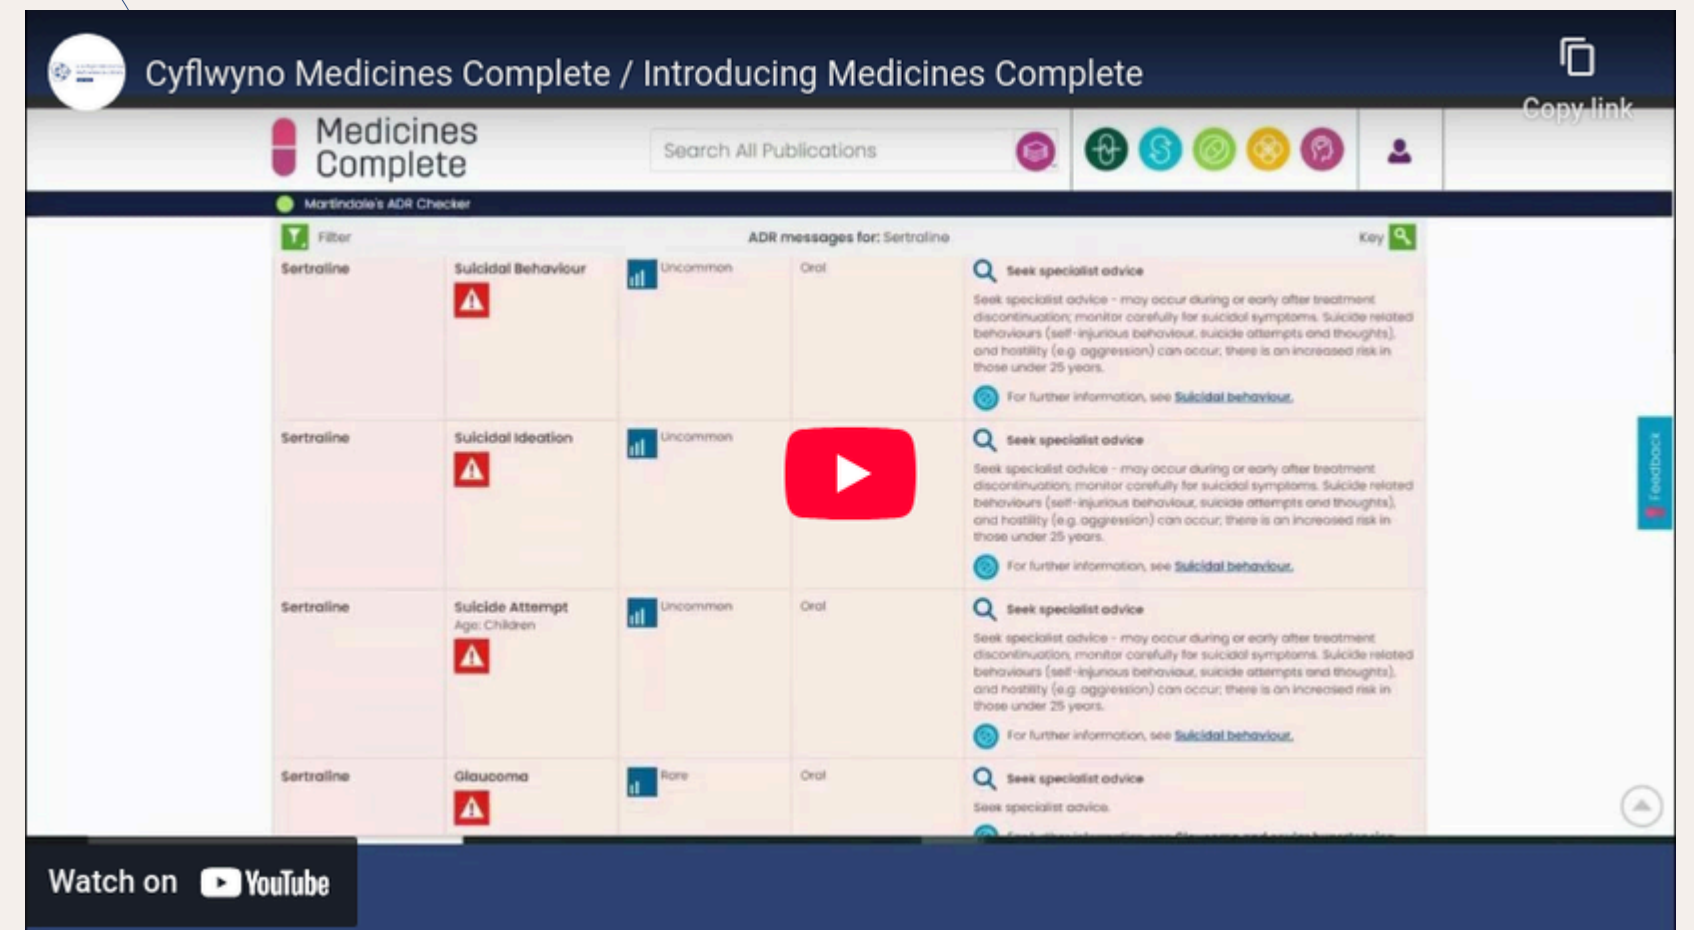 Cyflwyno Medicines Complete / Introducing Medicines Complete
Copy link
Medicines
Complete
Search All Publications
Martindale's ADR Checker
Filter
ADR messages for: Sertraline
Key
Sertraline
Suicidal Behaviour
Uncommon
Oral
Seek specialist advice
Seek specialist advice - may occur during or early after treatment
discontinuation; monitor carefully for suicidal symptoms. Suicide related
behaviours (self-injurious behaviour, suicide attempts and thoughts),
and hostility (e.g. aggression) can occur; there is an increased risk in
those under 25 years.
For further information, see Suicidal behaviour.
Sertraline
Suicidal Ideation
Uncommon
Seek specialist advice
Seek specialist advice - may occur during or early after treatment
discontinuation; monitor carefully for suicidal symptoms. Suicide related
behaviours (self-injurious behaviour, suicide attempts and thoughts),
and hostility (e.g. aggression) can occur; there is an increased risk in
those under 25 years.
For further information, see Suicidal behaviour.
Feedback
Sertraline
Suicide Attempt
Age: Children
Uncommon
Oral
Seek specialist advice
Seek specialist advice - may occur during or early after treatment
discontinuation; monitor carefully for suicidal symptoms. Suicide related
behaviours (self-injurious behaviour, suicide attempts and thoughts),
and hostility (e.g. aggression) can occur; there is an increased risk in
those under 25 years.
For further information, see Suicidal behaviour.
Sertraline
Glaucoma
Rare
Oral
Seek specialist advice
Seek specialist advice.
Watch on YouTube